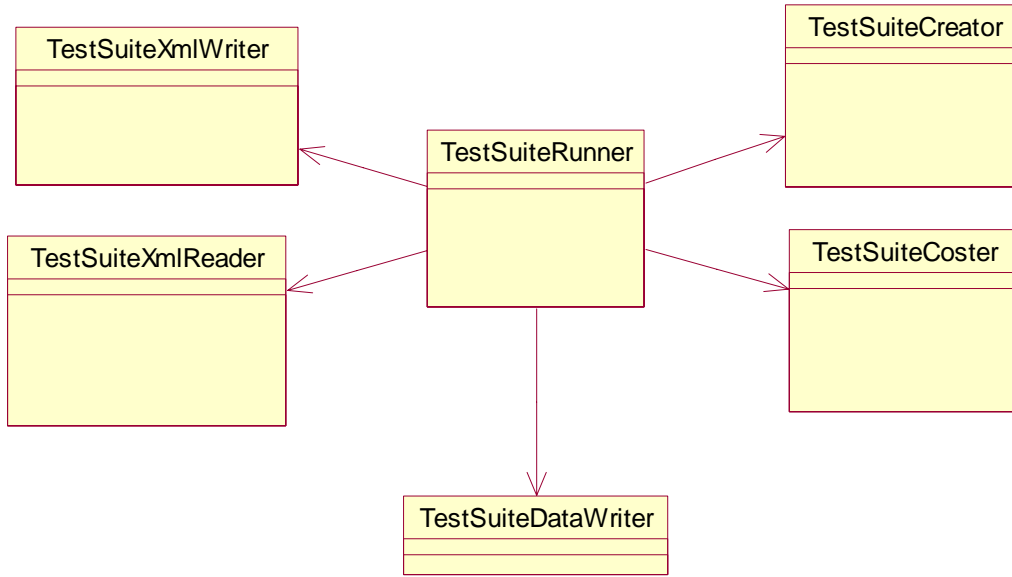 TestSuiteXmlWriter
TestSuiteCreator
TestSuiteRunner
TestSuiteXmlReader
TestSuiteCoster
TestSuiteDataWriter